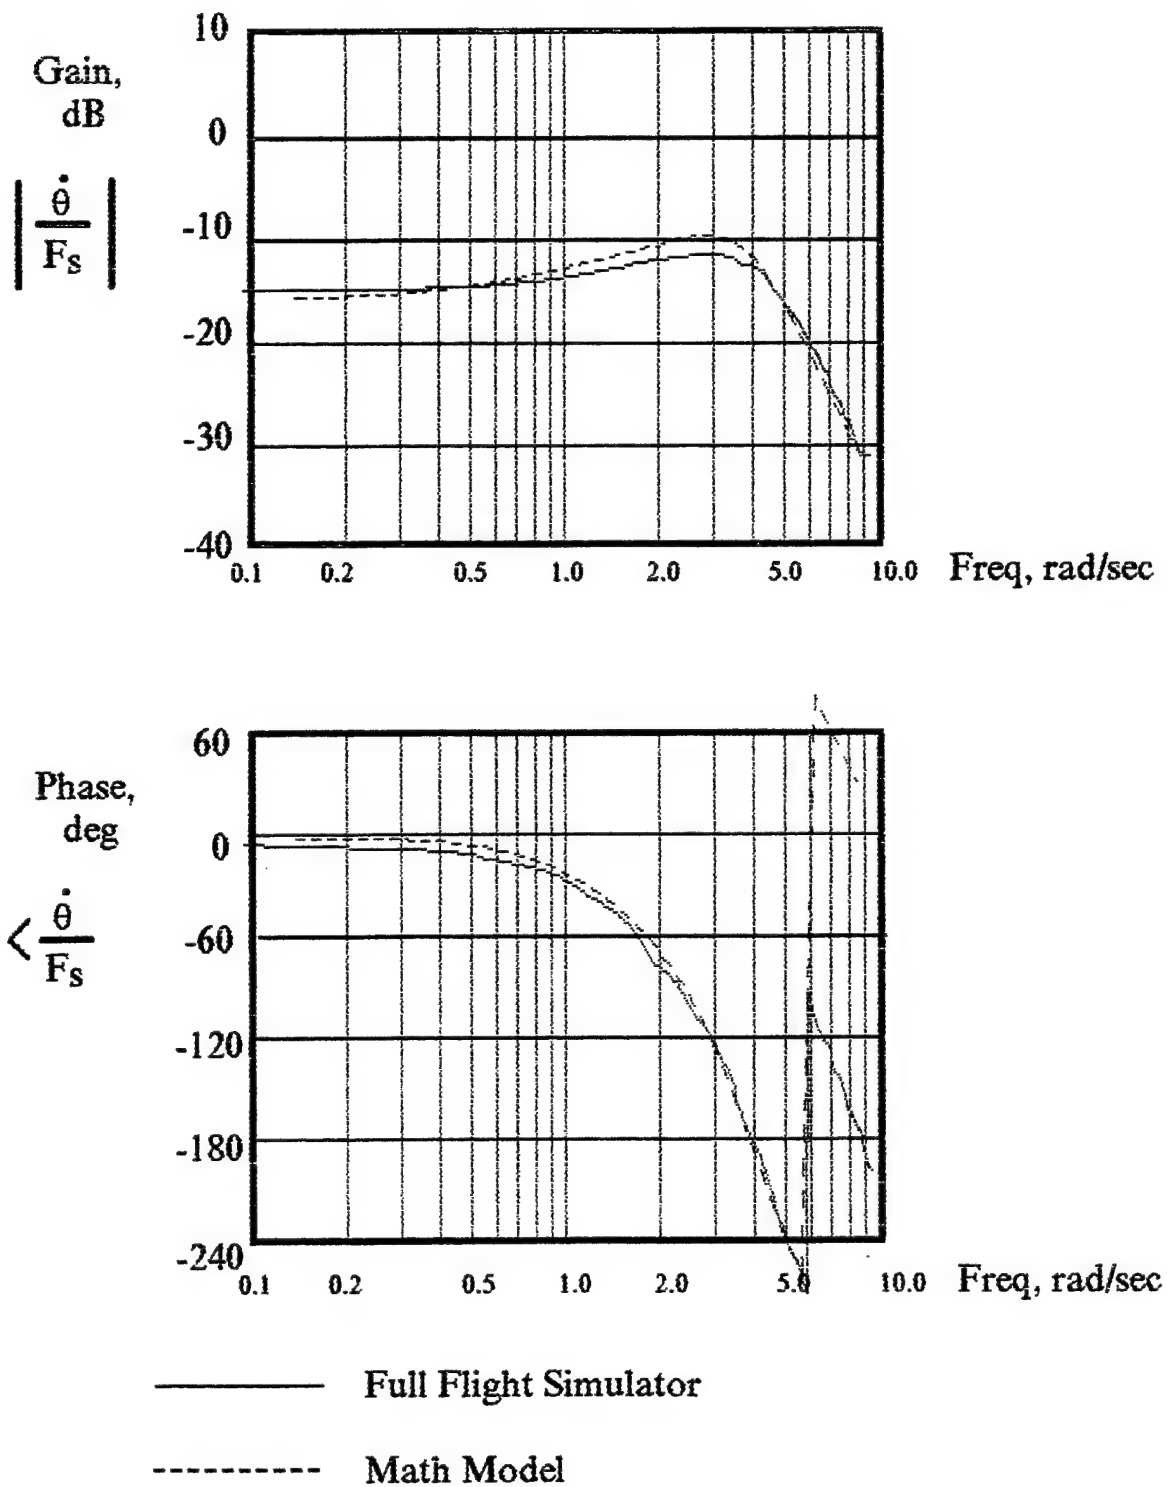 10
Gain,
dB
0
| θ̇ / Fs |
-10
-20
-30
-40
0.1 0.2 0.5 1.0 2.0 5.0 10.0 Freq, rad/sec
60
Phase,
deg
0
< θ̇ / Fs
-60
-120
-180
-240
0.1 0.2 0.5 1.0 2.0 5.0 10.0 Freq, rad/sec
Full Flight Simulator
Math Model